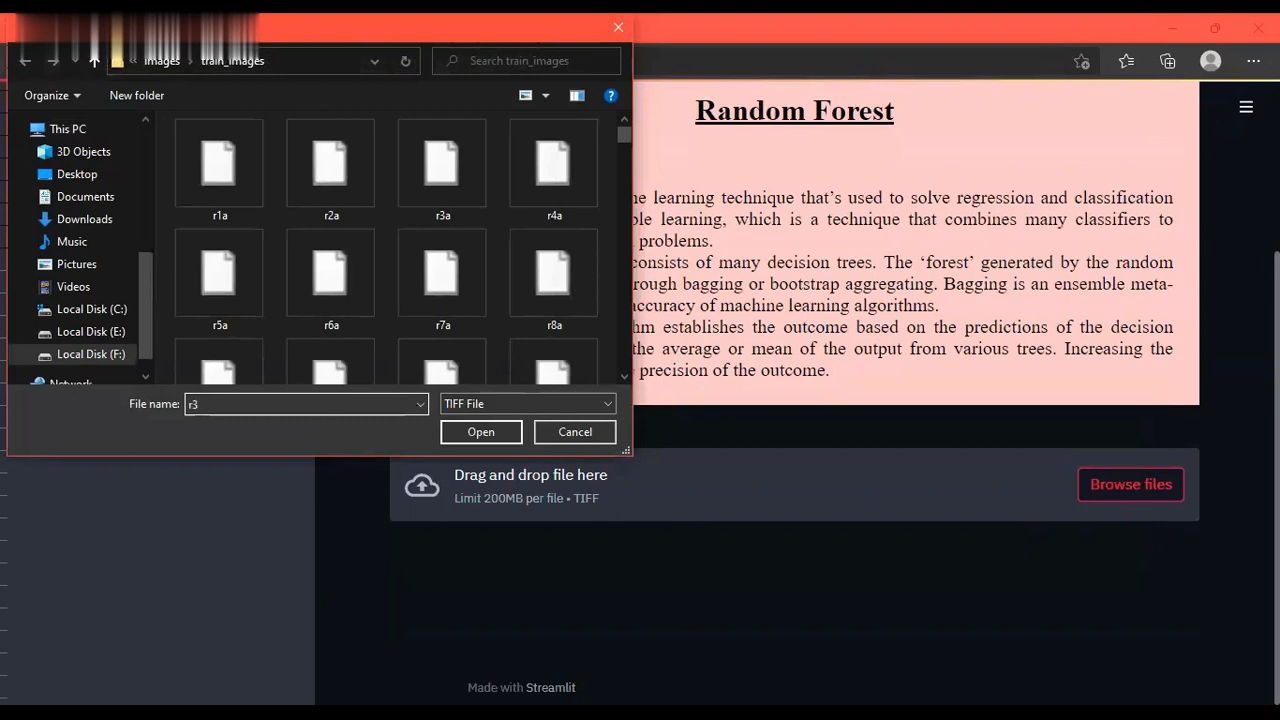 images
train_images
Search train_images
Organize
New folder
This PC
3D Objects
Desktop
Documents
Downloads
Music
Pictures
Videos
Local Disk (C:)
Local Disk (E:)
Local Disk (F:)
Network
r1a
r2a
r3a
r4a
r5a
r6a
r7a
r8a
File name:
r3
TIFF File
Open
Cancel
Random Forest
learning technique that’s used to solve regression and classification
learning, which is a technique that combines many classifiers to
problems.
consists of many decision trees. The ‘forest’ generated by the random
bagging or bootstrap aggregating. Bagging is an ensemble meta-
accuracy of machine learning algorithms.
establishes the outcome based on the predictions of the decision
the average or mean of the output from various trees. Increasing the
precision of the outcome.
Drag and drop file here
Limit 200MB per file • TIFF
Browse files
Made with Streamlit